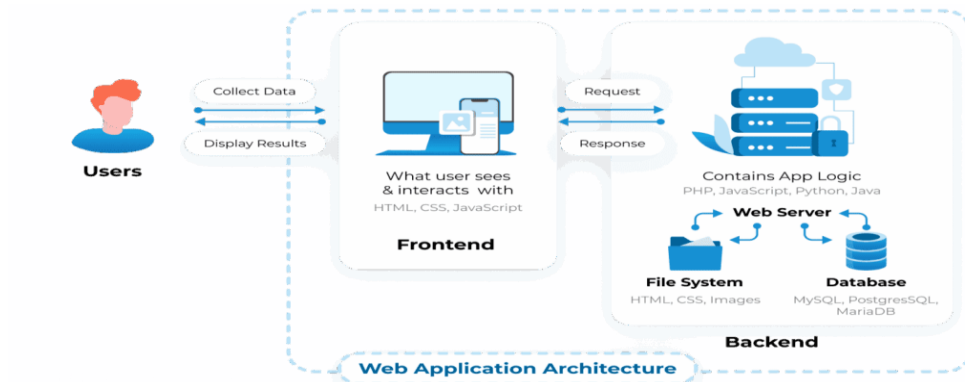 Users
Collect Data
Display Results
What user sees
& interacts with
HTML, CSS, JavaScript
Frontend
Request
Response
Contains App Logic
PHP, JavaScript, Python, Java
Web Server
File System
HTML, CSS, Images
Database
MySQL, PostgresSQL,
MariaDB
Backend
Web Application Architecture